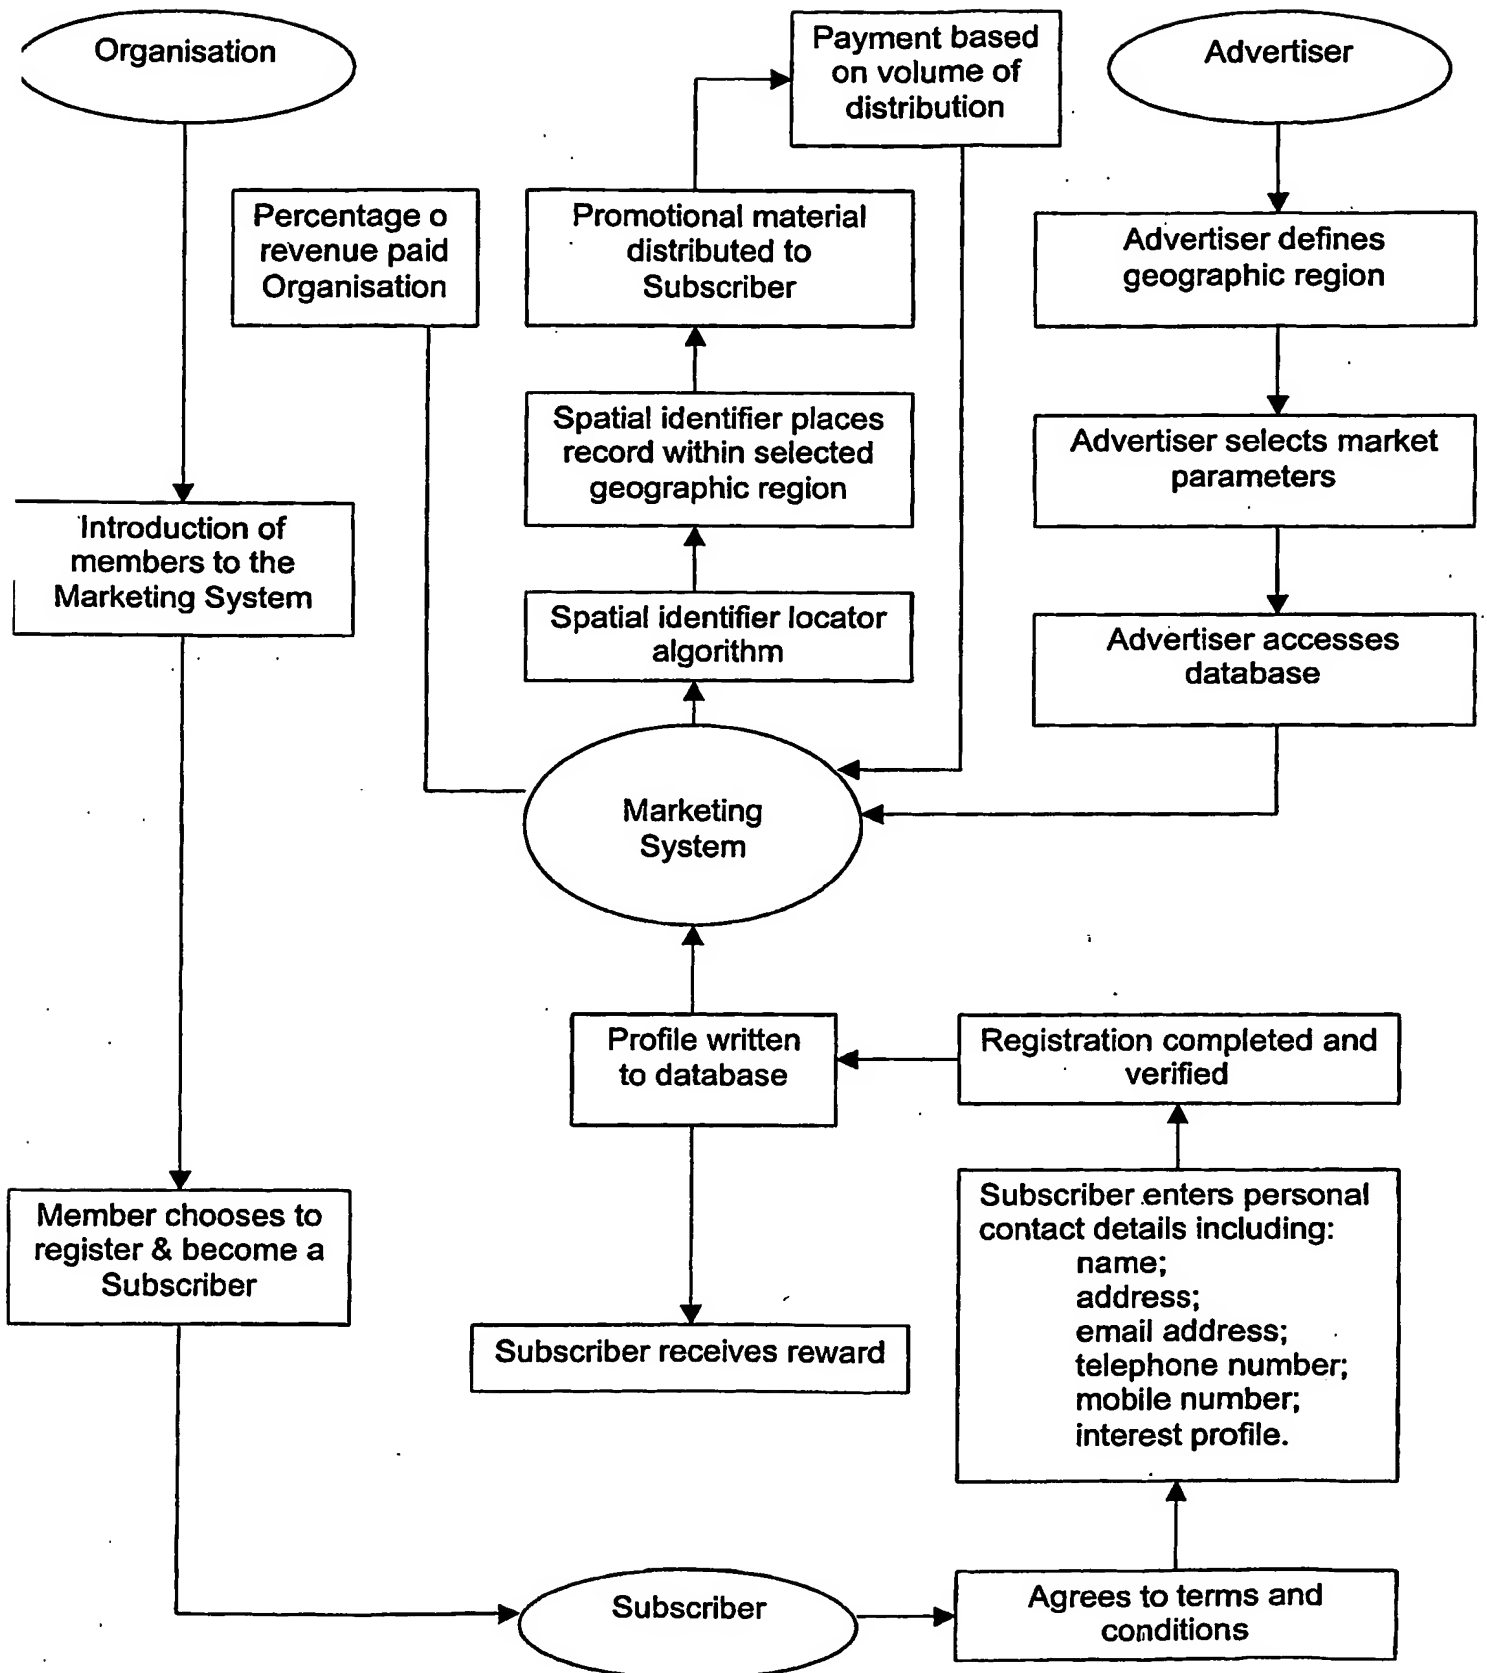 Organisation
Payment based
on volume of
distribution
Advertiser
Percentage o
revenue paid
Organisation
Promotional material
distributed to
Subscriber
Advertiser defines
geographic region
Spatial identifier places
record within selected
geographic region
Advertiser selects market
parameters
Introduction of
members to the
Marketing System
Spatial identifier locator
algorithm
Advertiser accesses
database
Marketing
System
Profile written
to database
Registration completed and
verified
Member chooses to
register & become a
Subscriber
Subscriber enters personal
contact details including:
name;
address;
email address;
telephone number;
mobile number;
interest profile.
Subscriber receives reward
Subscriber
Agrees to terms and
conditions